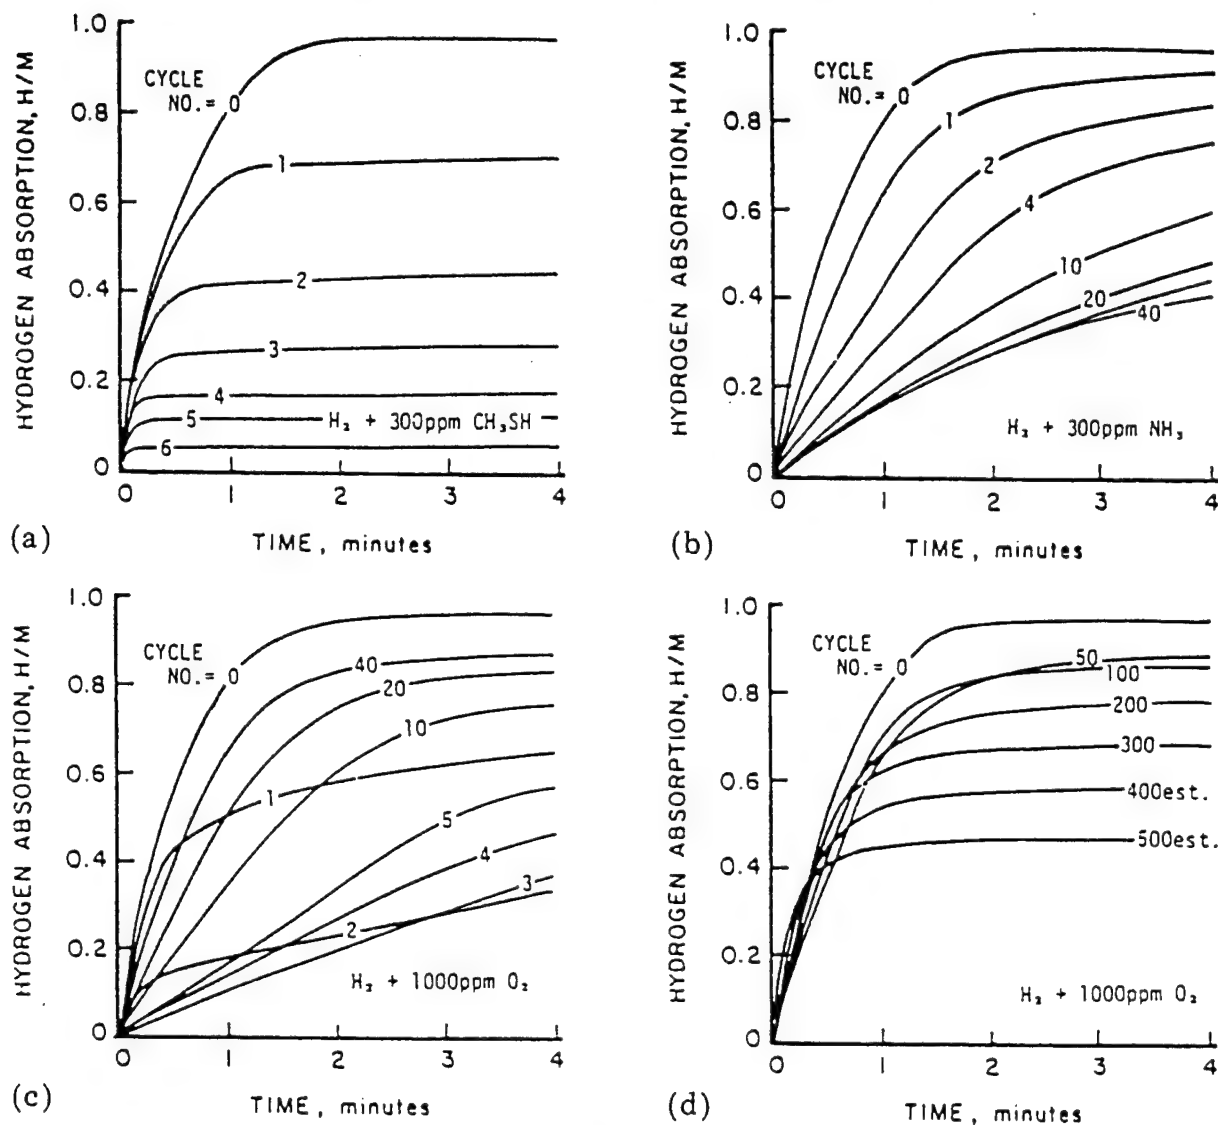 1.0
0.8
0.6
0.4
0.2
0
HYDROGEN ABSORPTION, H/M
CYCLE
NO.= 0
1
2
3
4
5
6
H₂ + 300ppm CH₃SH
0 1 2 3 4
(a)
TIME, minutes
1.0
0.8
0.6
0.4
0.2
0
HYDROGEN ABSORPTION, H/M
CYCLE
NO.= 0
1
2
4
10
20
40
H₂ + 300ppm NH₃
0 1 2 3 4
(b)
TIME, minutes
1.0
0.8
0.6
0.4
0.2
0
HYDROGEN ABSORPTION, H/M
CYCLE
NO.= 0
40
20
10
1
5
4
3
2
H₂ + 1000ppm O₂
0 1 2 3 4
(c)
TIME, minutes
1.0
0.8
0.6
0.4
0.2
0
HYDROGEN ABSORPTION, H/M
CYCLE
NO.= 0
50
100
200
300
400est.
500est.
H₂ + 1000ppm O₂
0 1 2 3 4
(d)
TIME, minutes